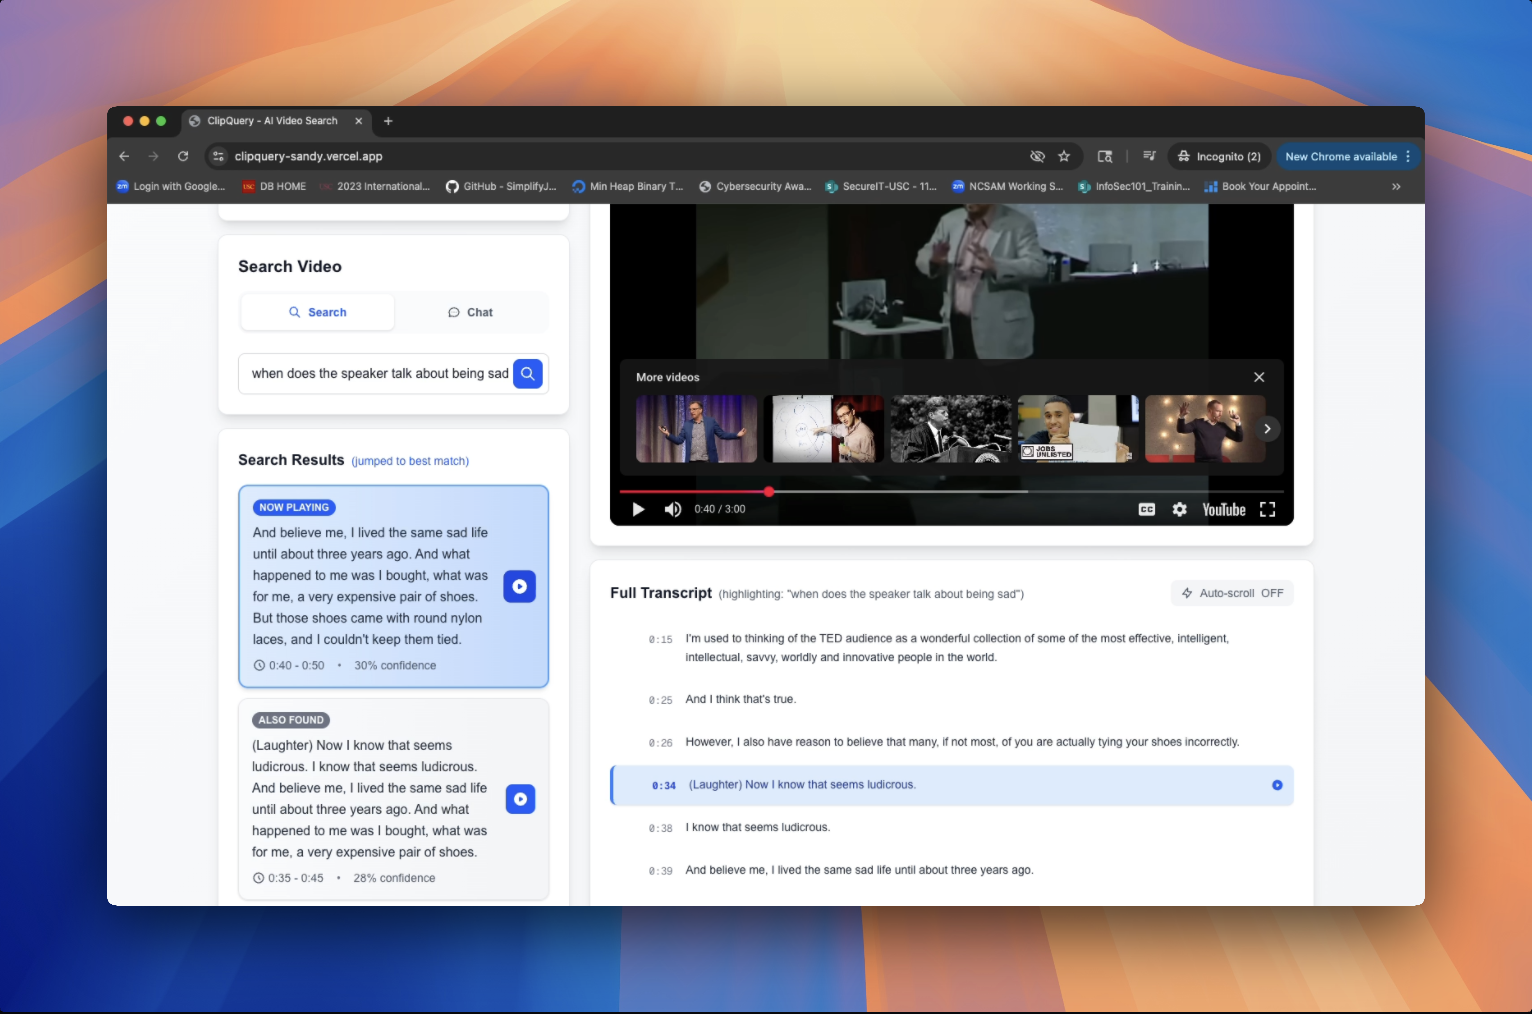 ClipQuery - AI Video Search
clipquery-sandy.vercel.app
Incognito (2)
New Chrome available
Login with Google...
DB HOME
2023 International...
GitHub - SimplifyJ...
Min Heap Binary T...
Cybersecurity Awa...
SecureIT-USC - 11...
NCSAM Working S...
InfoSec101_Trainin...
Book Your Appoint...
Search Video
Search
Chat
when does the speaker talk about being sad
Search Results (jumped to best match)
NOW PLAYING
And believe me, I lived the same sad life
until about three years ago. And what
happened to me was I bought, what was
for me, a very expensive pair of shoes.
But those shoes came with round nylon
laces, and I couldn't keep them tied.
0:40 - 0:50 • 30% confidence
ALSO FOUND
(Laughter) Now I know that seems
ludicrous. I know that seems ludicrous.
And believe me, I lived the same sad life
until about three years ago. And what
happened to me was I bought, what was
for me, a very expensive pair of shoes.
0:35 - 0:45 • 28% confidence
More videos
JOBS
UNLISTED
0:40 / 3:00
CC
YouTube
Full Transcript (highlighting: "when does the speaker talk about being sad")
Auto-scroll OFF
0:15 I'm used to thinking of the TED audience as a wonderful collection of some of the most effective, intelligent,
intellectual, savvy, worldly and innovative people in the world.
0:25 And I think that's true.
0:26 However, I also have reason to believe that many, if not most, of you are actually tying your shoes incorrectly.
0:34 (Laughter) Now I know that seems ludicrous.
0:38 I know that seems ludicrous.
0:39 And believe me, I lived the same sad life until about three years ago.